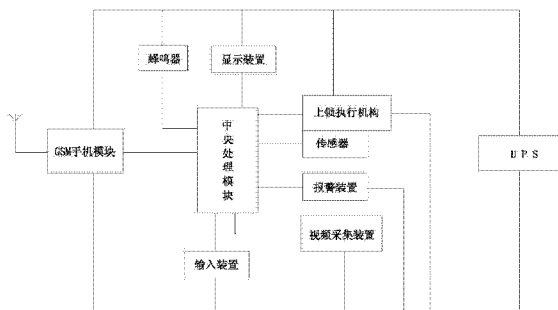 蜂鸣器
显示装置
上锁执行机构
中央处理模块
传感器
GSM手机模块
UPS
报警装置
视频采集装置
输入装置